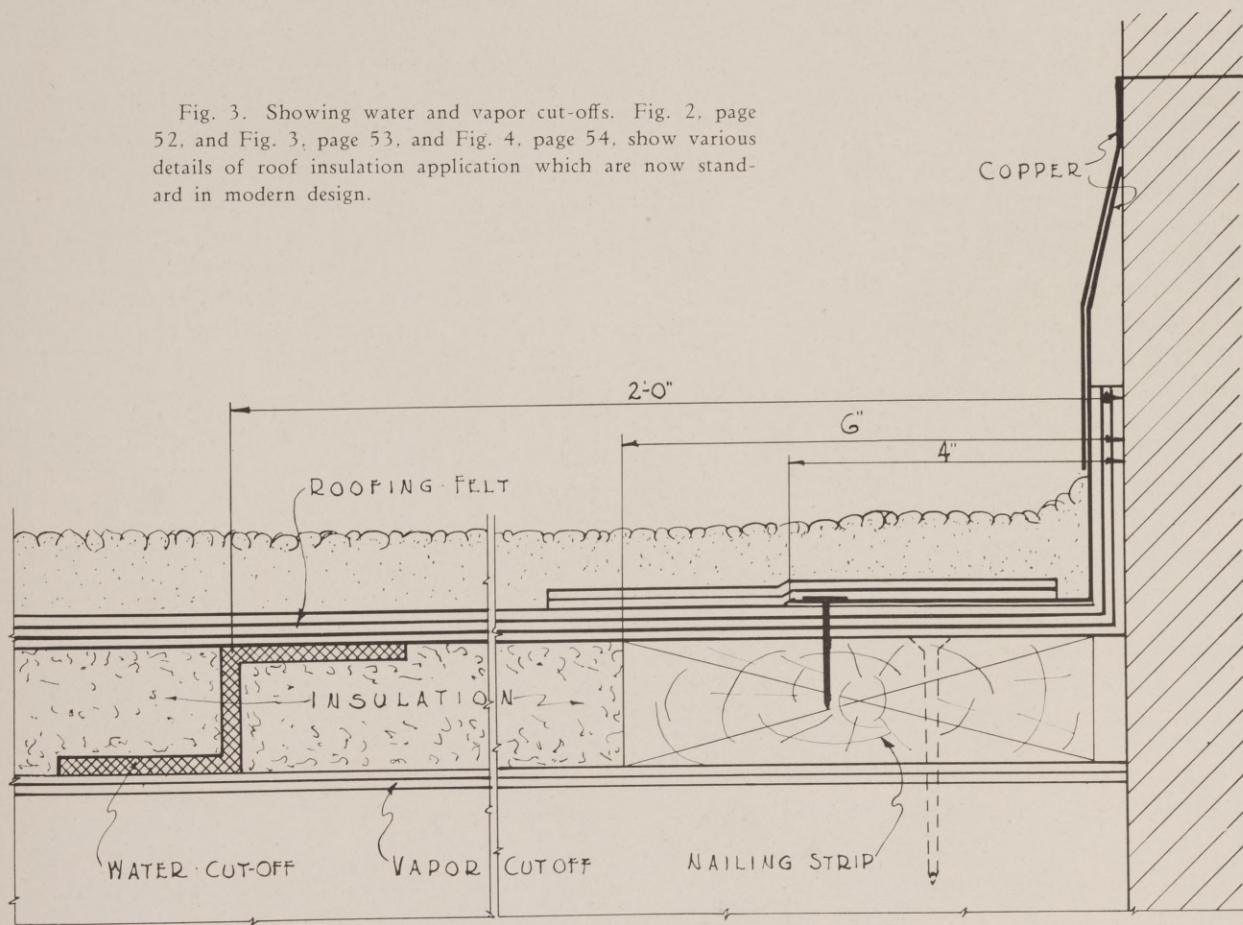 Fig. 3. Showing water and vapor cut-offs. Fig. 2, page
52, and Fig. 3, page 53, and Fig. 4, page 54, show various
details of roof insulation application which are now stand-
ard in modern design.
COPPER
2'-0"
6"
4"
ROOFING·FELT
INSULATION
WATER·CUT-OFF
VAPOR CUT OFF
NAILING STRIP